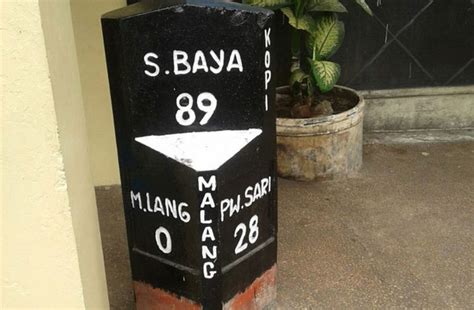 S.BAYA
89
KOPI
M.LANG
0
MALANG
PW.SARI
28